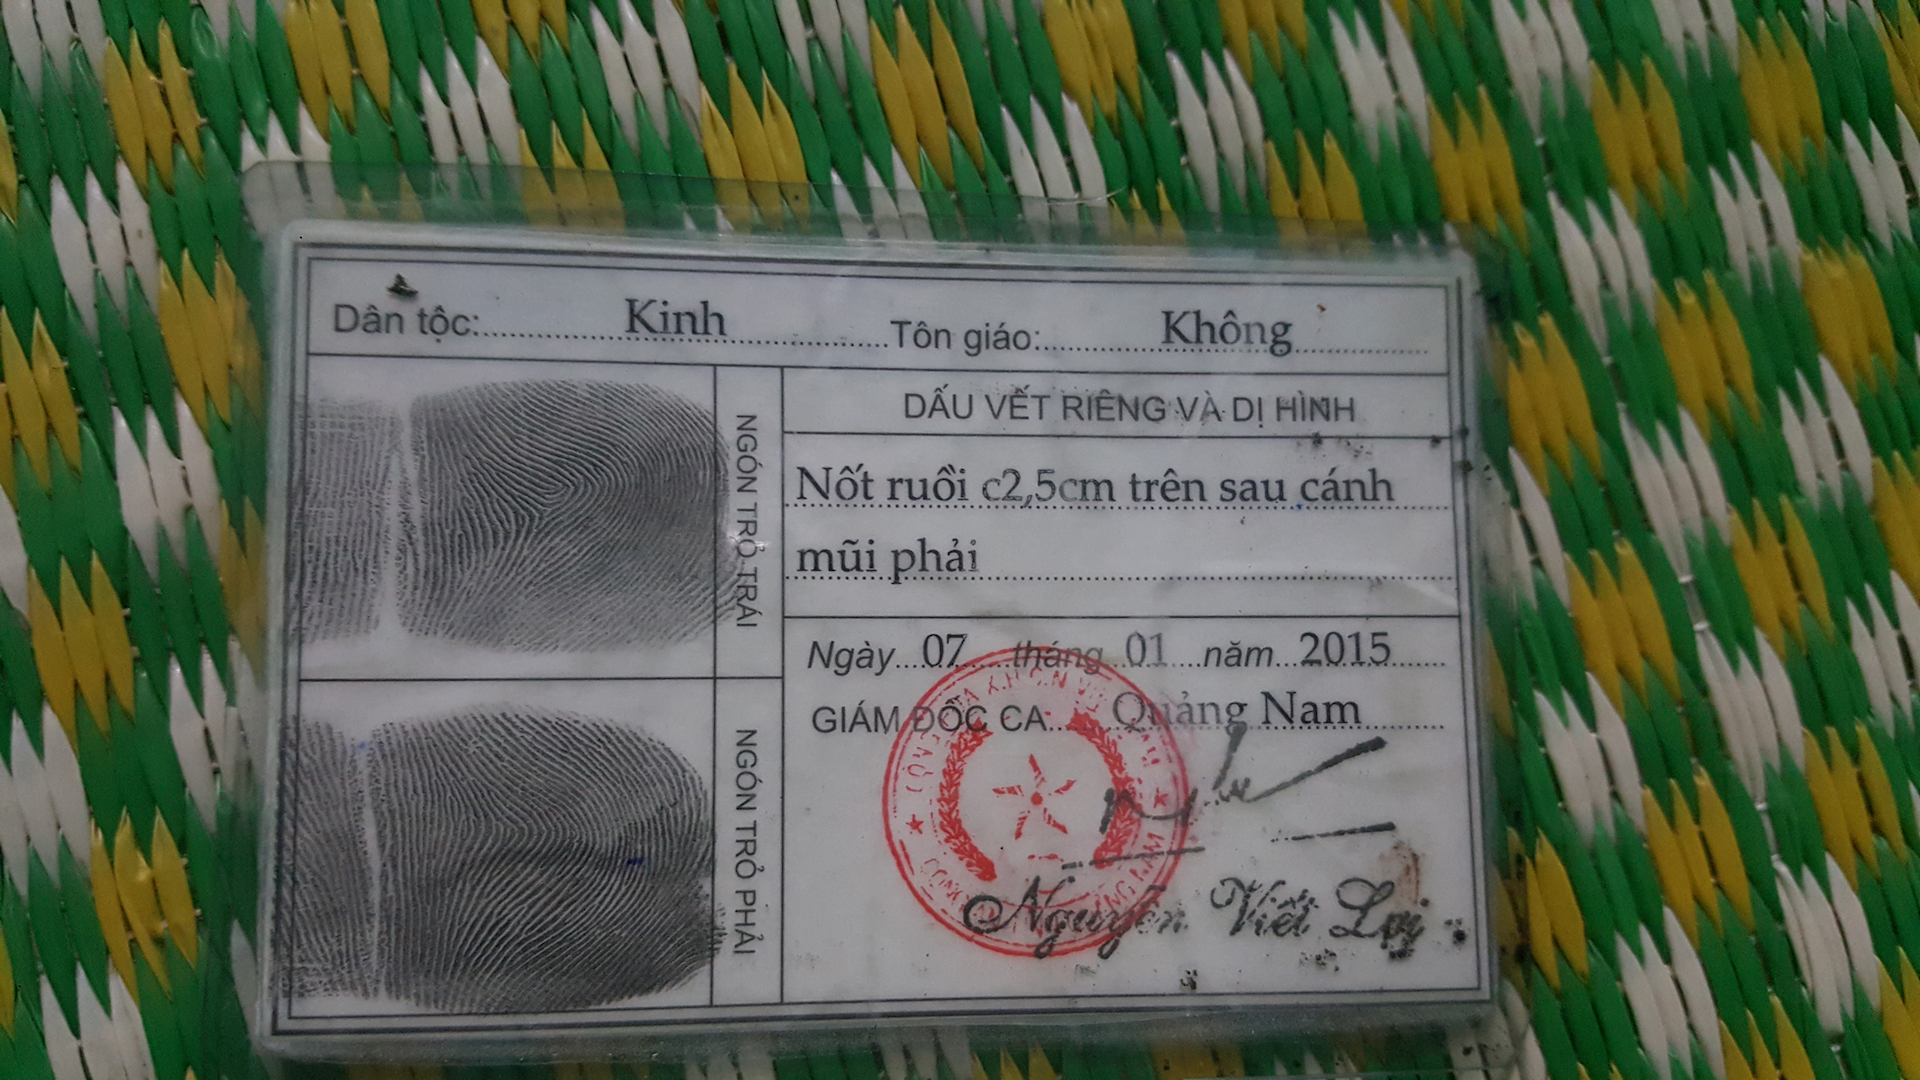 Dân tộc: Kinh Tôn giáo: Không
NGÓN TRỎ TRÁI
DẤU VẾT RIÊNG VÀ DỊ HÌNH
Nốt ruồi c2,5cm trên sau cánh
mũi phải
Ngày 07 tháng 01 năm 2015
GIÁM ĐỐC CA Quảng Nam
NGÓN TRỎ PHẢI
Nguyễn Viết Lợi